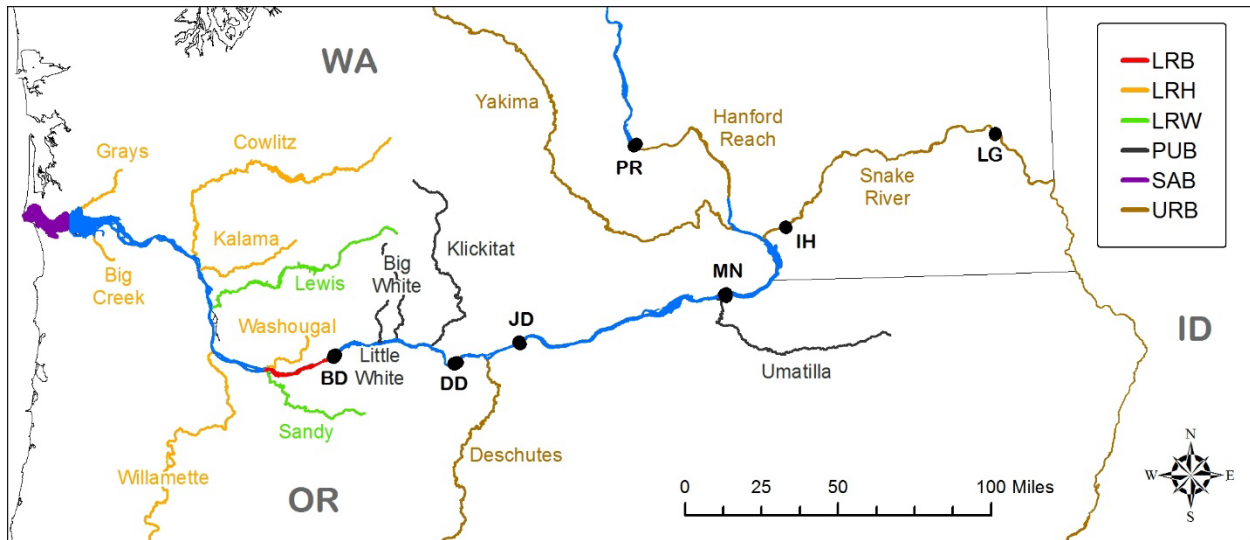 WA
Yakima
Hanford
Reach
PR
LG
Snake
River
Grays
Cowlitz
IH
Kalama
Klickitat
Big
White
Big
Creek
Lewis
MN
ID
Washougal
JD
BD
Little
White
DD
Umatilla
Sandy
Deschutes
Willamette
OR
0 25 50 100 Miles
N
W E
S
LRB
LRH
LRW
PUB
SAB
URB